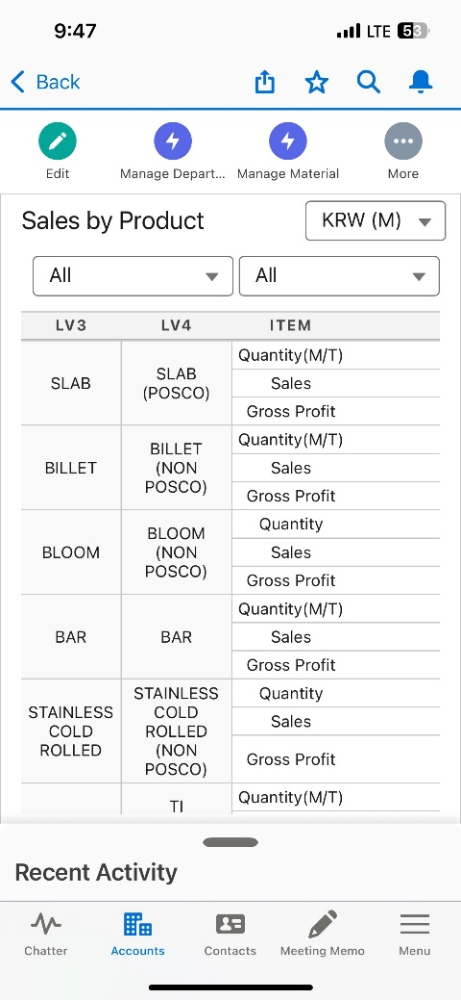 9:47
LTE 53
Back
Edit
Manage Depart...
Manage Material
More
Sales by Product
KRW (M)
All
All
LV3 LV4 ITEM
SLAB
SLAB
(POSCO)
Quantity(M/T)
Sales
Gross Profit
BILLET
BILLET
(NON
POSCO)
Quantity(M/T)
Sales
Gross Profit
BLOOM
BLOOM
(NON
POSCO)
Quantity
Sales
Gross Profit
BAR
BAR
Quantity(M/T)
Sales
Gross Profit
STAINLESS
COLD
ROLLED
STAINLESS
COLD
ROLLED
(NON
POSCO)
Quantity
Sales
Gross Profit
TI
Quantity(M/T)
Recent Activity
Chatter
Accounts
Contacts
Meeting Memo
Menu